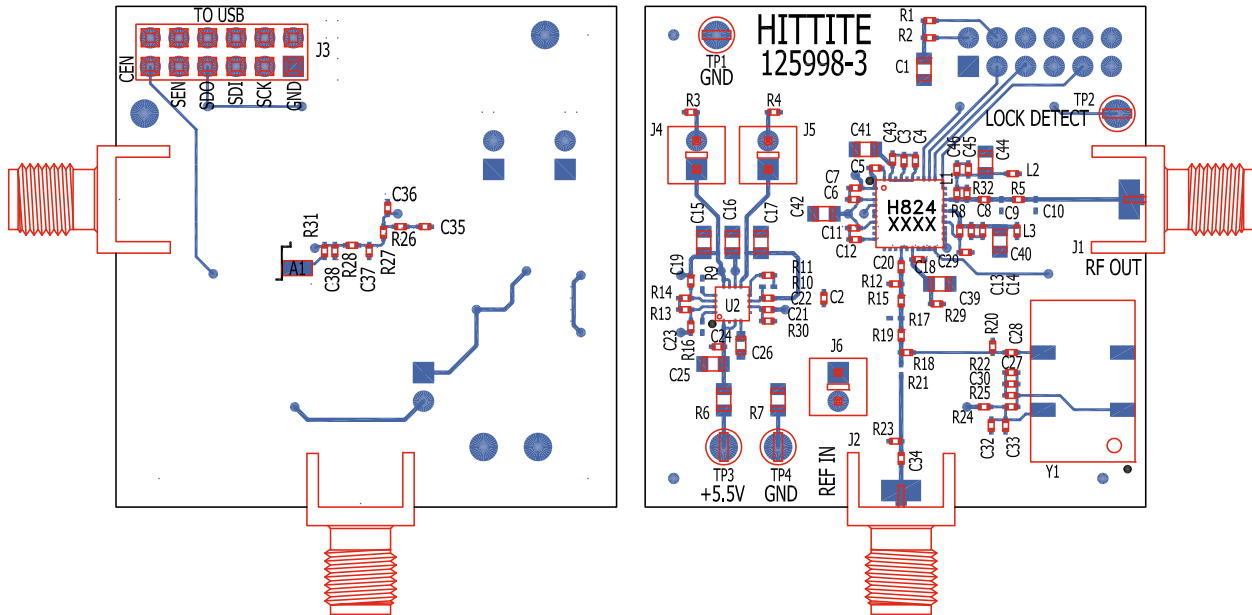 TO USB
J3
CEN
SEN
SDO
SDI
SCK
GND
C36
R31
R26
C35
A1
C38
R28
C37
R27
HITTITE
125998-3
R1
R2
C1
TP1
GND
TP2
LOCK DETECT
R3
R4
J4
J5
C41
C43
C3
C4
C46
C45
C44
C5
L1
L2
C7
C6
H824
XXXX
R32
R5
C15
C16
C17
C42
R8
C8
C9
C10
C11
C12
L3
J1
RF OUT
C40
C20
C18
C29
C13
C14
C19
R9
R11
R10
R12
C39
R14
R13
U2
C22
C21
R30
C2
R15
R29
R17
C23
R16
C24
C26
R19
R20
C28
C25
J6
R18
R22
C27
C30
R21
R25
R24
R6
R7
R23
C32
C33
J2
C34
Y1
TP3
+5.5V
TP4
GND
REF IN